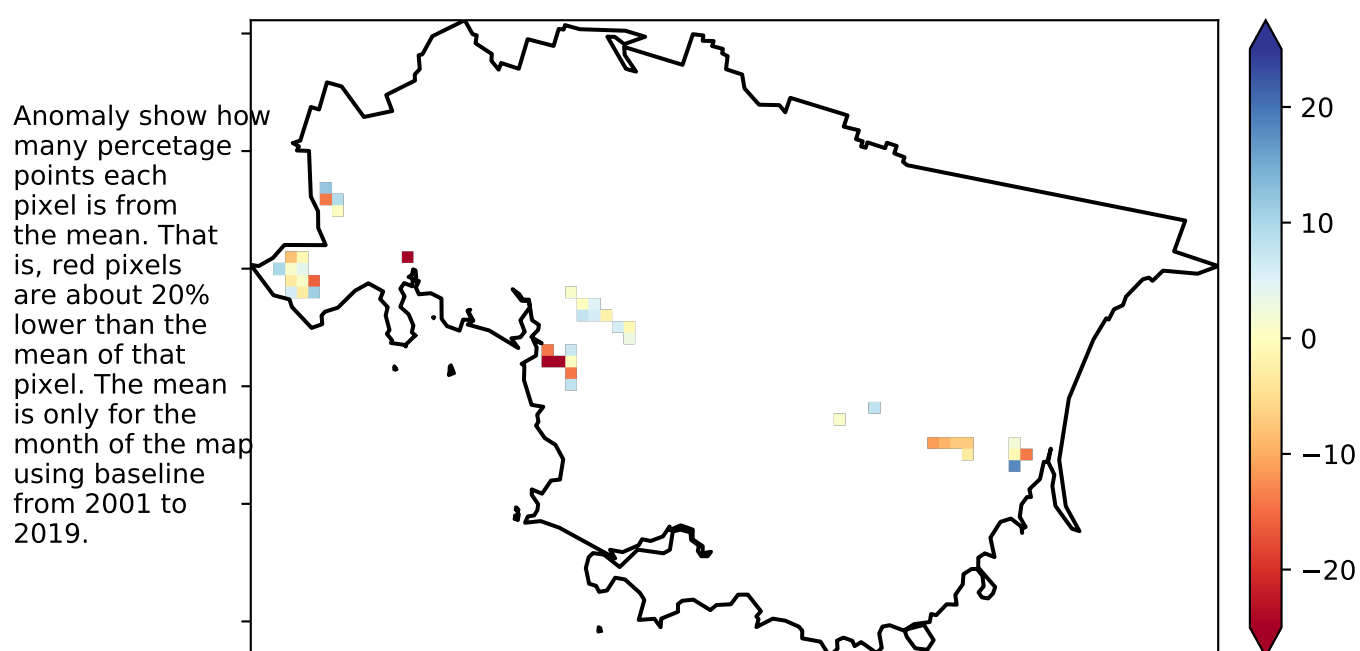 Anomaly show how
many percetage
points each
pixel is from
the mean. That
is, red pixels
are about 20%
lower than the
mean of that
pixel. The mean
is only for the
month of the map
using baseline
from 2001 to
2019.
20
10
0
−10
−20